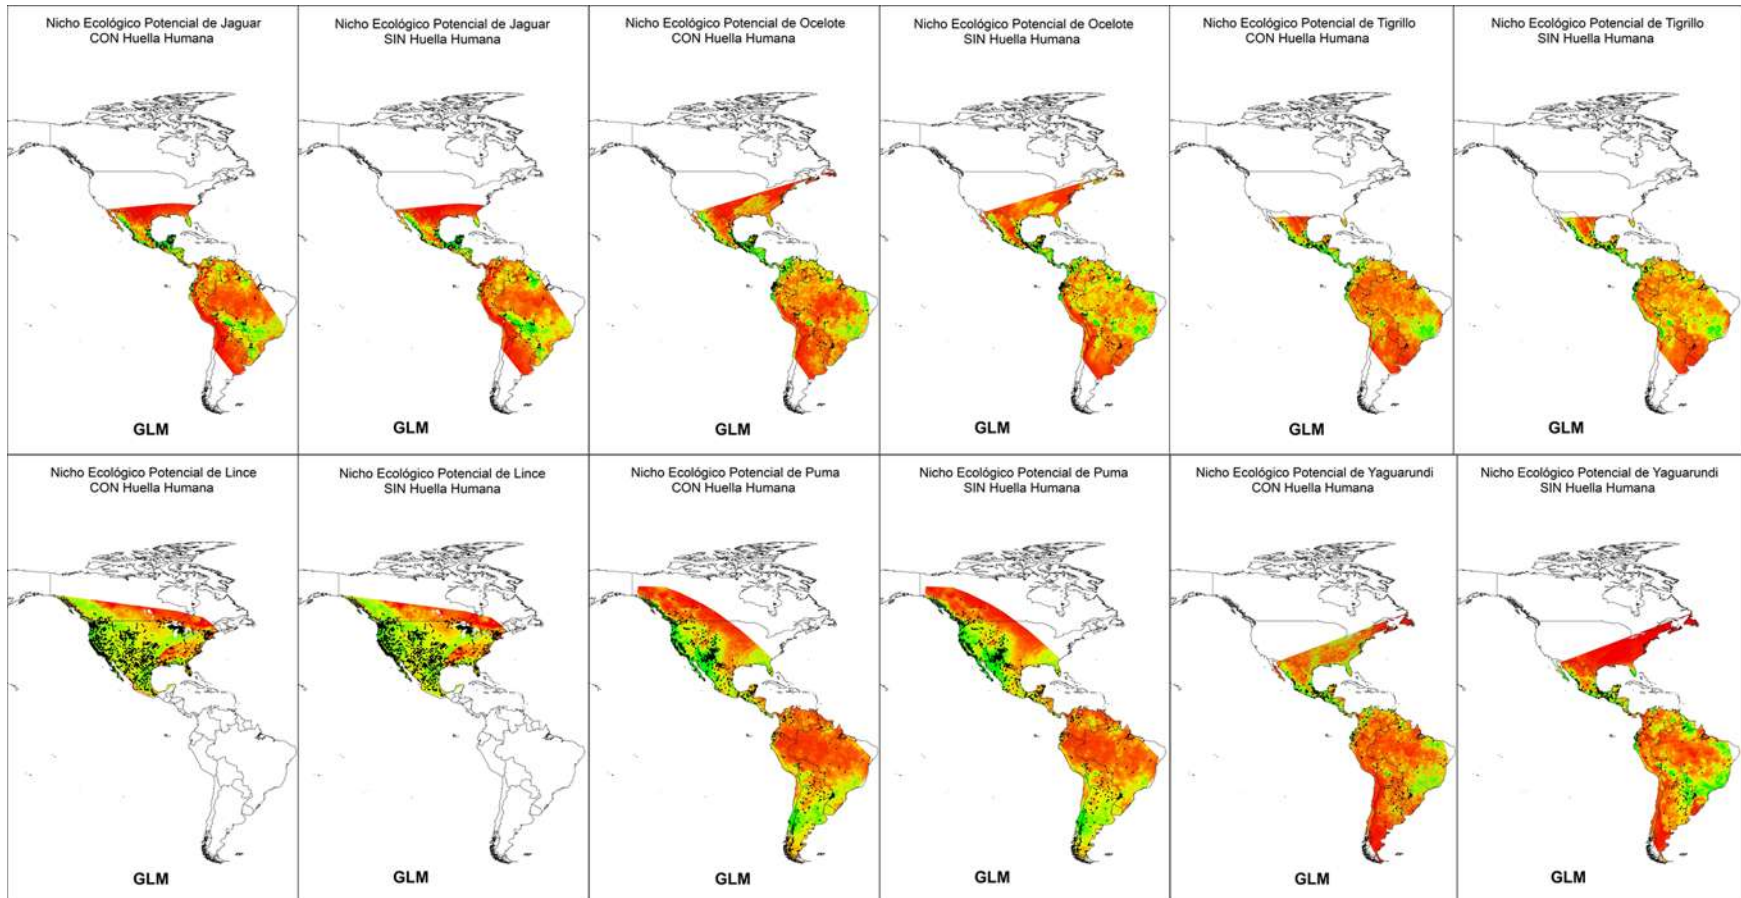 Nicho Ecológico Potencial de Jaguar
CON Huella Humana
GLM
Nicho Ecológico Potencial de Jaguar
SIN Huella Humana
GLM
Nicho Ecológico Potencial de Ocelote
CON Huella Humana
GLM
Nicho Ecológico Potencial de Ocelote
SIN Huella Humana
GLM
Nicho Ecológico Potencial de Tigrillo
CON Huella Humana
GLM
Nicho Ecológico Potencial de Tigrillo
SIN Huella Humana
GLM
Nicho Ecológico Potencial de Lince
CON Huella Humana
GLM
Nicho Ecológico Potencial de Lince
SIN Huella Humana
GLM
Nicho Ecológico Potencial de Puma
CON Huella Humana
GLM
Nicho Ecológico Potencial de Puma
SIN Huella Humana
GLM
Nicho Ecológico Potencial de Yaguarundi
CON Huella Humana
GLM
Nicho Ecológico Potencial de Yaguarundi
SIN Huella Humana
GLM